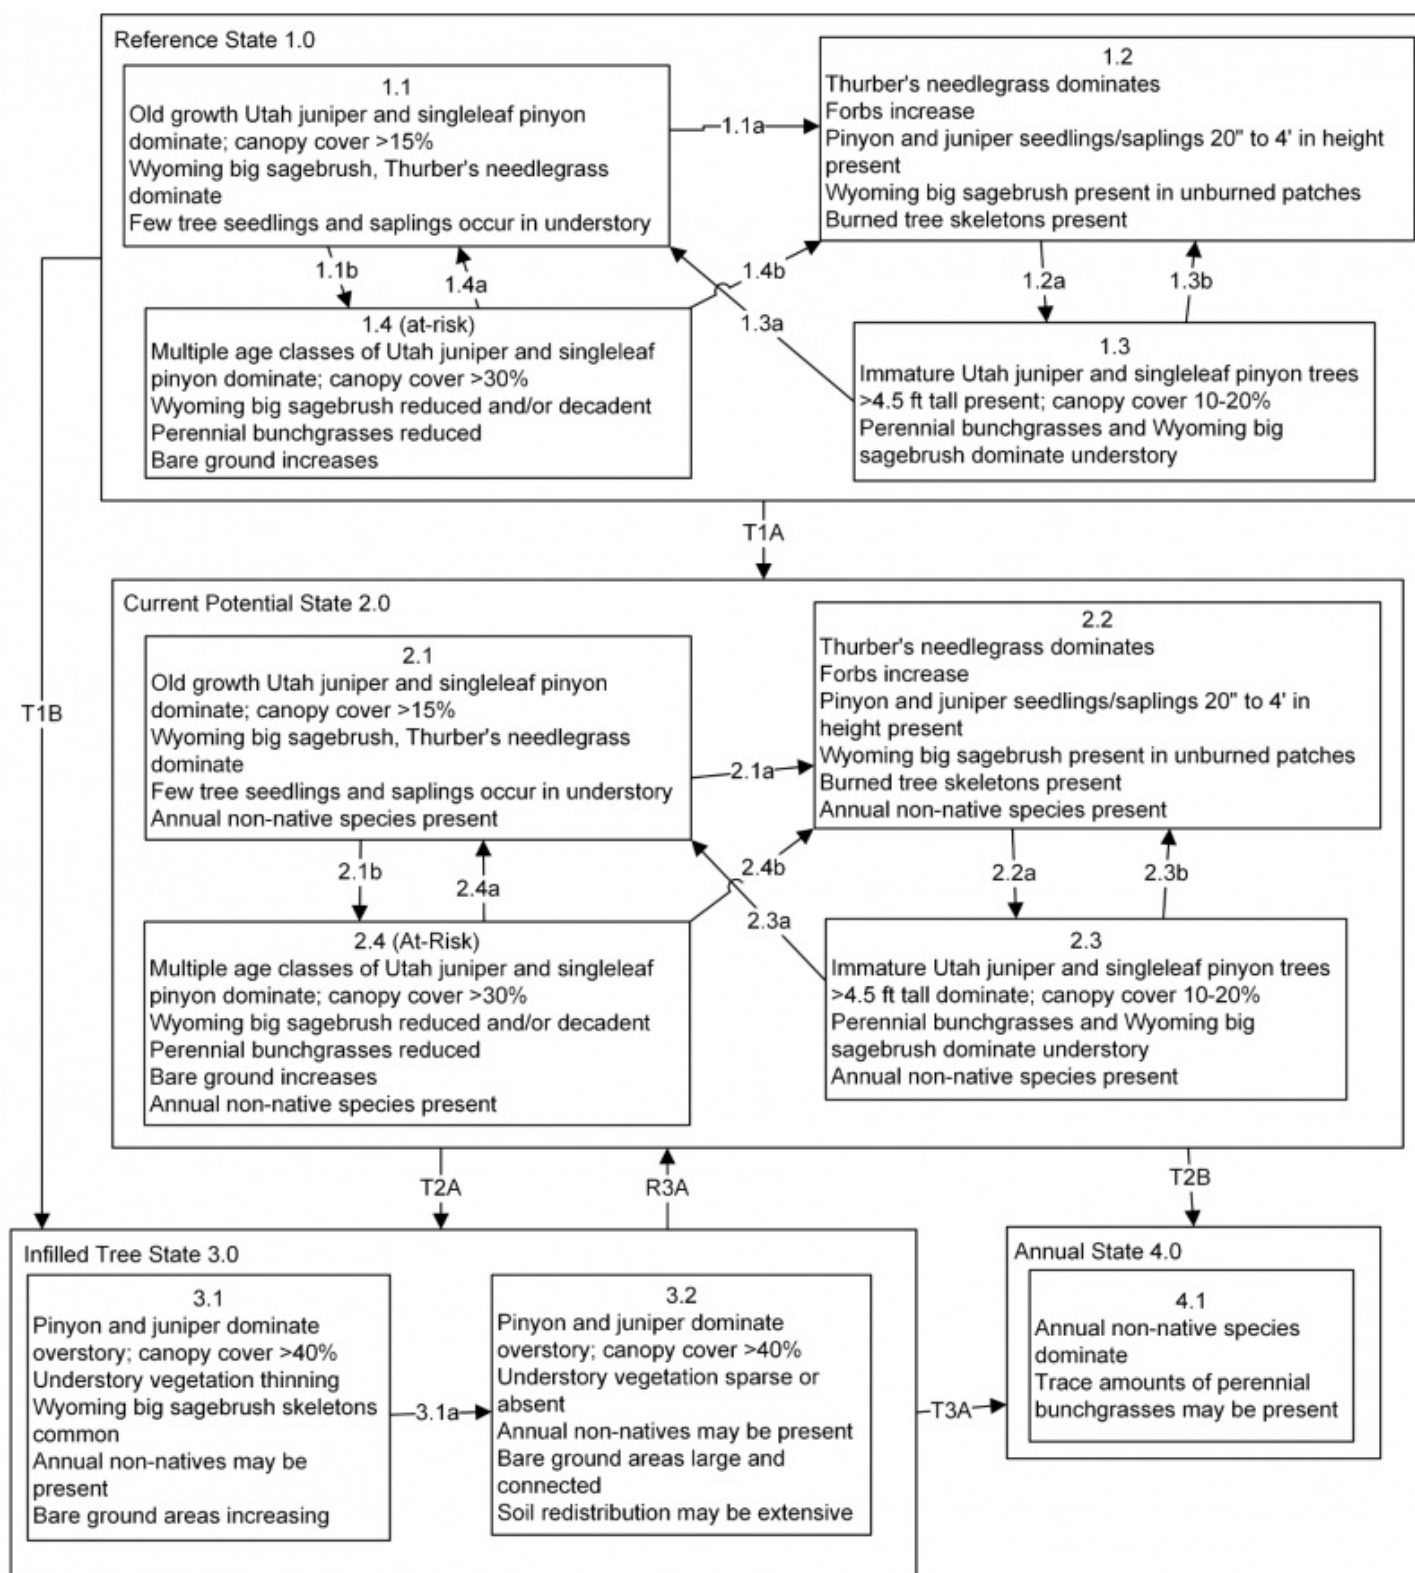 Reference State 1.0
1.1
Old growth Utah juniper and singleleaf pinyon
dominate; canopy cover >15%
Wyoming big sagebrush, Thurber's needlegrass
dominate
Few tree seedlings and saplings occur in understory
1.1a
1.2
Thurber's needlegrass dominates
Forbs increase
Pinyon and juniper seedlings/saplings 20" to 4' in height
present
Wyoming big sagebrush present in unburned patches
Burned tree skeletons present
1.1b
1.4a
1.4b
1.3a
1.2a
1.3b
1.4 (at-risk)
Multiple age classes of Utah juniper and singleleaf
pinyon dominate; canopy cover >30%
Wyoming big sagebrush reduced and/or decadent
Perennial bunchgrasses reduced
Bare ground increases
1.3
Immature Utah juniper and singleleaf pinyon trees
>4.5 ft tall present; canopy cover 10-20%
Perennial bunchgrasses and Wyoming big
sagebrush dominate understory
T1A
T1B
Current Potential State 2.0
2.1
Old growth Utah juniper and singleleaf pinyon
dominate; canopy cover >15%
Wyoming big sagebrush, Thurber's needlegrass
dominate
Few tree seedlings and saplings occur in understory
Annual non-native species present
2.1a
2.2
Thurber's needlegrass dominates
Forbs increase
Pinyon and juniper seedlings/saplings 20" to 4' in
height present
Wyoming big sagebrush present in unburned patches
Burned tree skeletons present
Annual non-native species present
2.1b
2.4a
2.4b
2.3a
2.2a
2.3b
2.4 (At-Risk)
Multiple age classes of Utah juniper and singleleaf
pinyon dominate; canopy cover >30%
Wyoming big sagebrush reduced and/or decadent
Perennial bunchgrasses reduced
Bare ground increases
Annual non-native species present
2.3
Immature Utah juniper and singleleaf pinyon trees
>4.5 ft tall dominate; canopy cover 10-20%
Perennial bunchgrasses and Wyoming big
sagebrush dominate understory
Annual non-native species present
T2A
R3A
T2B
Infilled Tree State 3.0
3.1
Pinyon and juniper dominate
overstory; canopy cover >40%
Understory vegetation thinning
Wyoming big sagebrush skeletons
common
Annual non-natives may be
present
Bare ground areas increasing
3.1a
3.2
Pinyon and juniper dominate
overstory; canopy cover >40%
Understory vegetation sparse or
absent
Annual non-natives may be present
Bare ground areas large and
connected
Soil redistribution may be extensive
T3A
Annual State 4.0
4.1
Annual non-native species
dominate
Trace amounts of perennial
bunchgrasses may be present